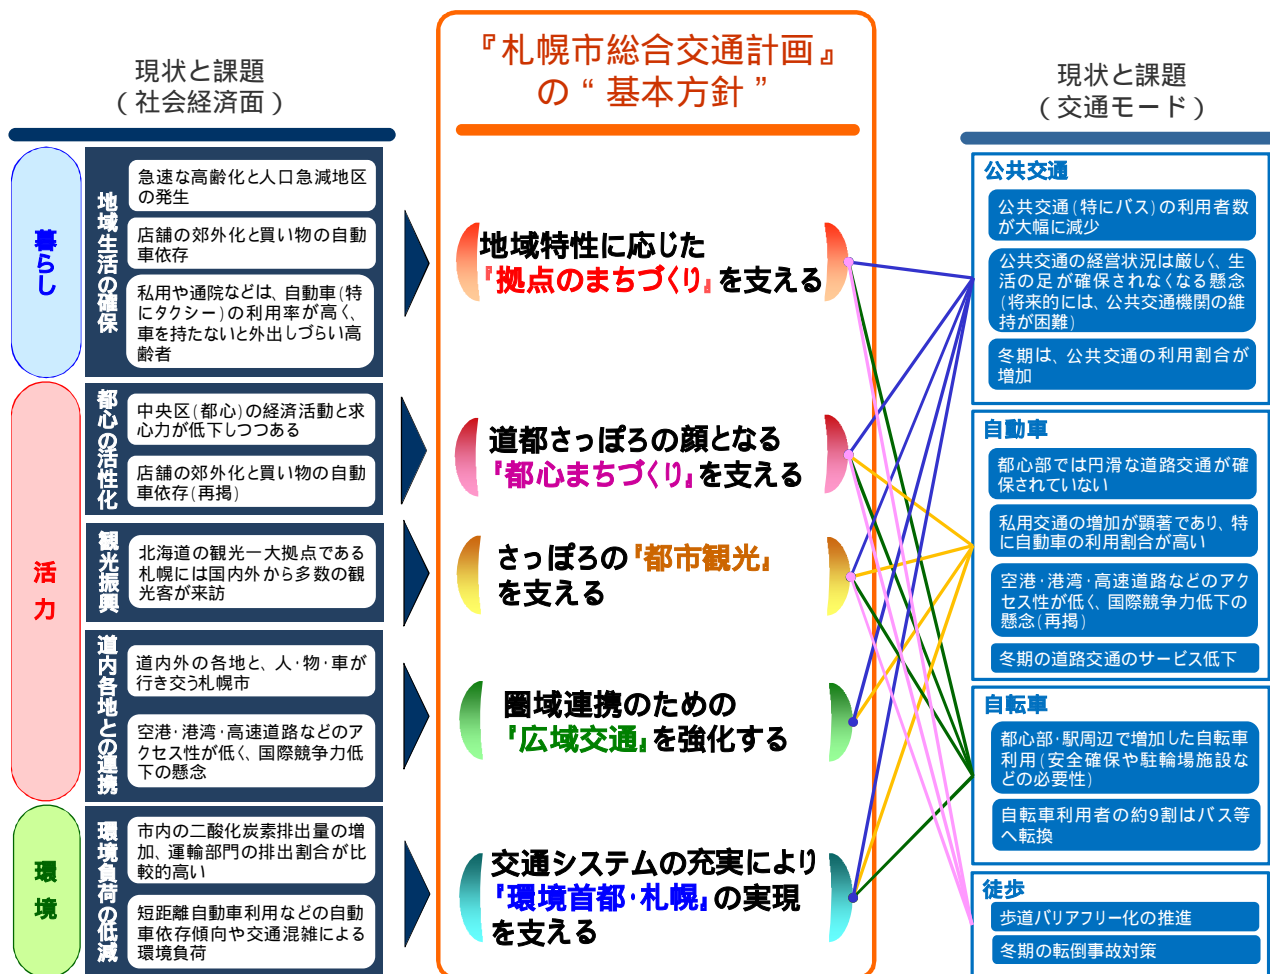 現状と課題
（社会経済面）
暮らし
地域生活の確保
急速な高齢化と人口急減地区
の発生
店舗の郊外化と買い物の自動
車依存
私用や通院などは、自動車(特
にタクシー)の利用率が高く、
車を持たないと外出しづらい高
齢者
活力
都心の活性化
中央区(都心)の経済活動と求
心力が低下しつつある
店舗の郊外化と買い物の自動
車依存(再掲)
観光振興
北海道の観光一大拠点である
札幌には国内外から多数の観
光客が来訪
道内各地との連携
道内外の各地と、人・物・車が
行き交う札幌市
空港・港湾・高速道路などのア
クセス性が低く、国際競争力低
下の懸念
環境
環境負荷の低減
市内の二酸化炭素排出量の増
加、運輸部門の排出割合が比
較的高い
短距離自動車利用などの自動
車依存傾向や交通混雑による
環境負荷
『札幌市総合交通計画』
の“基本方針”
地域特性に応じた
『拠点のまちづくり』を支える
道都さっぽろの顔となる
『都心まちづくり』を支える
さっぽろの『都市観光』
を支える
圏域連携のための
『広域交通』を強化する
交通システムの充実により
『環境首都・札幌』の実現
を支える
現状と課題
（交通モード）
公共交通
公共交通(特にバス)の利用者数
が大幅に減少
公共交通の経営状況は厳しく、生
活の足が確保されなくなる懸念
(将来的には、公共交通機関の維
持が困難)
冬期は、公共交通の利用割合が
増加
自動車
都心部では円滑な道路交通が確
保されていない
私用交通の増加が顕著であり、特
に自動車の利用割合が高い
空港・港湾・高速道路などのアク
セス性が低く、国際競争力低下の
懸念(再掲)
冬期の道路交通のサービス低下
自転車
都心部・駅周辺で増加した自転車
利用(安全確保や駐輪場施設な
どの必要性)
自転車利用者の約9割はバス等
へ転換
徒歩
歩道バリアフリー化の推進
冬期の転倒事故対策